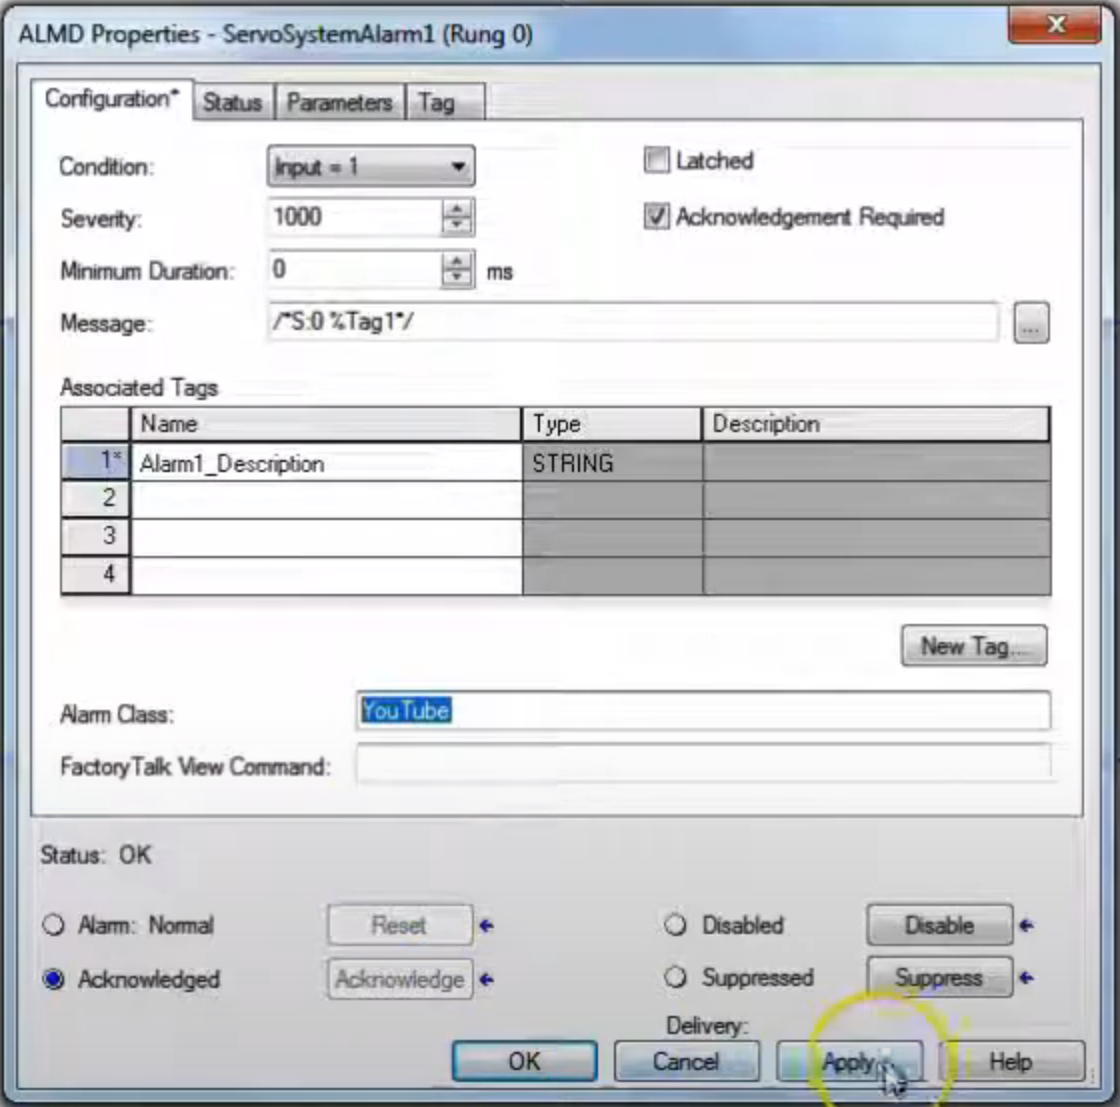 ALMD Properties - ServoSystemAlarm1 (Rung 0)
Configuration* Status Parameters Tag
Condition: Input = 1 Latched
Severity: 1000 Acknowledgement Required
Minimum Duration: 0 ms
Message: /*S:0 %Tag1*/ ...
Associated Tags
Name Type Description
1* Alarm1_Description STRING
2
3
4
New Tag...
Alarm Class: YouTube
FactoryTalk View Command:
Status: OK
Alarm: Normal Reset Disabled Disable
Acknowledged Acknowledge Suppressed Suppress
Delivery:
OK Cancel Apply Help